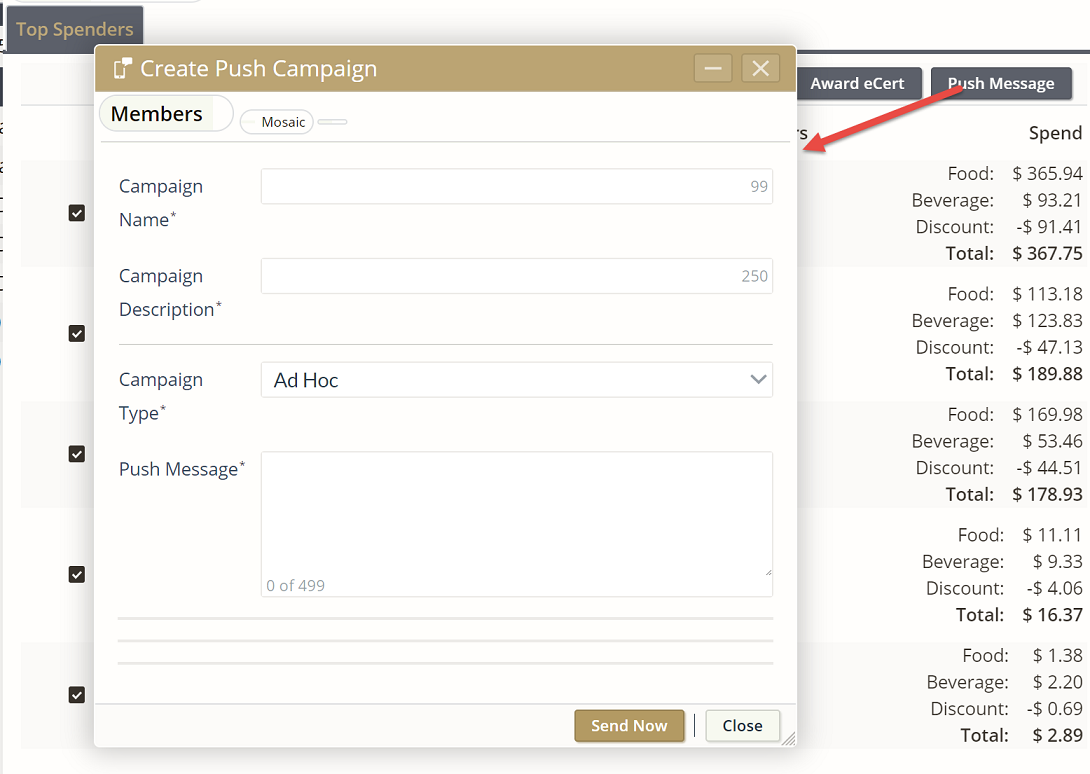 Top Spenders
Create Push Campaign
Award eCert
Push Message
Members
Mosaic
Spend
Campaign
Name*
99
Campaign
Description*
250
Campaign
Type*
Ad Hoc
Push Message*
0 of 499
Send Now
Close
Food: $ 365.94
Beverage: $ 93.21
Discount: -$ 91.41
Total: $ 367.75
Food: $ 113.18
Beverage: $ 123.83
Discount: -$ 47.13
Total: $ 189.88
Food: $ 169.98
Beverage: $ 53.46
Discount: -$ 44.51
Total: $ 178.93
Food: $ 11.11
Beverage: $ 9.33
Discount: -$ 4.06
Total: $ 16.37
Food: $ 1.38
Beverage: $ 2.20
Discount: -$ 0.69
Total: $ 2.89